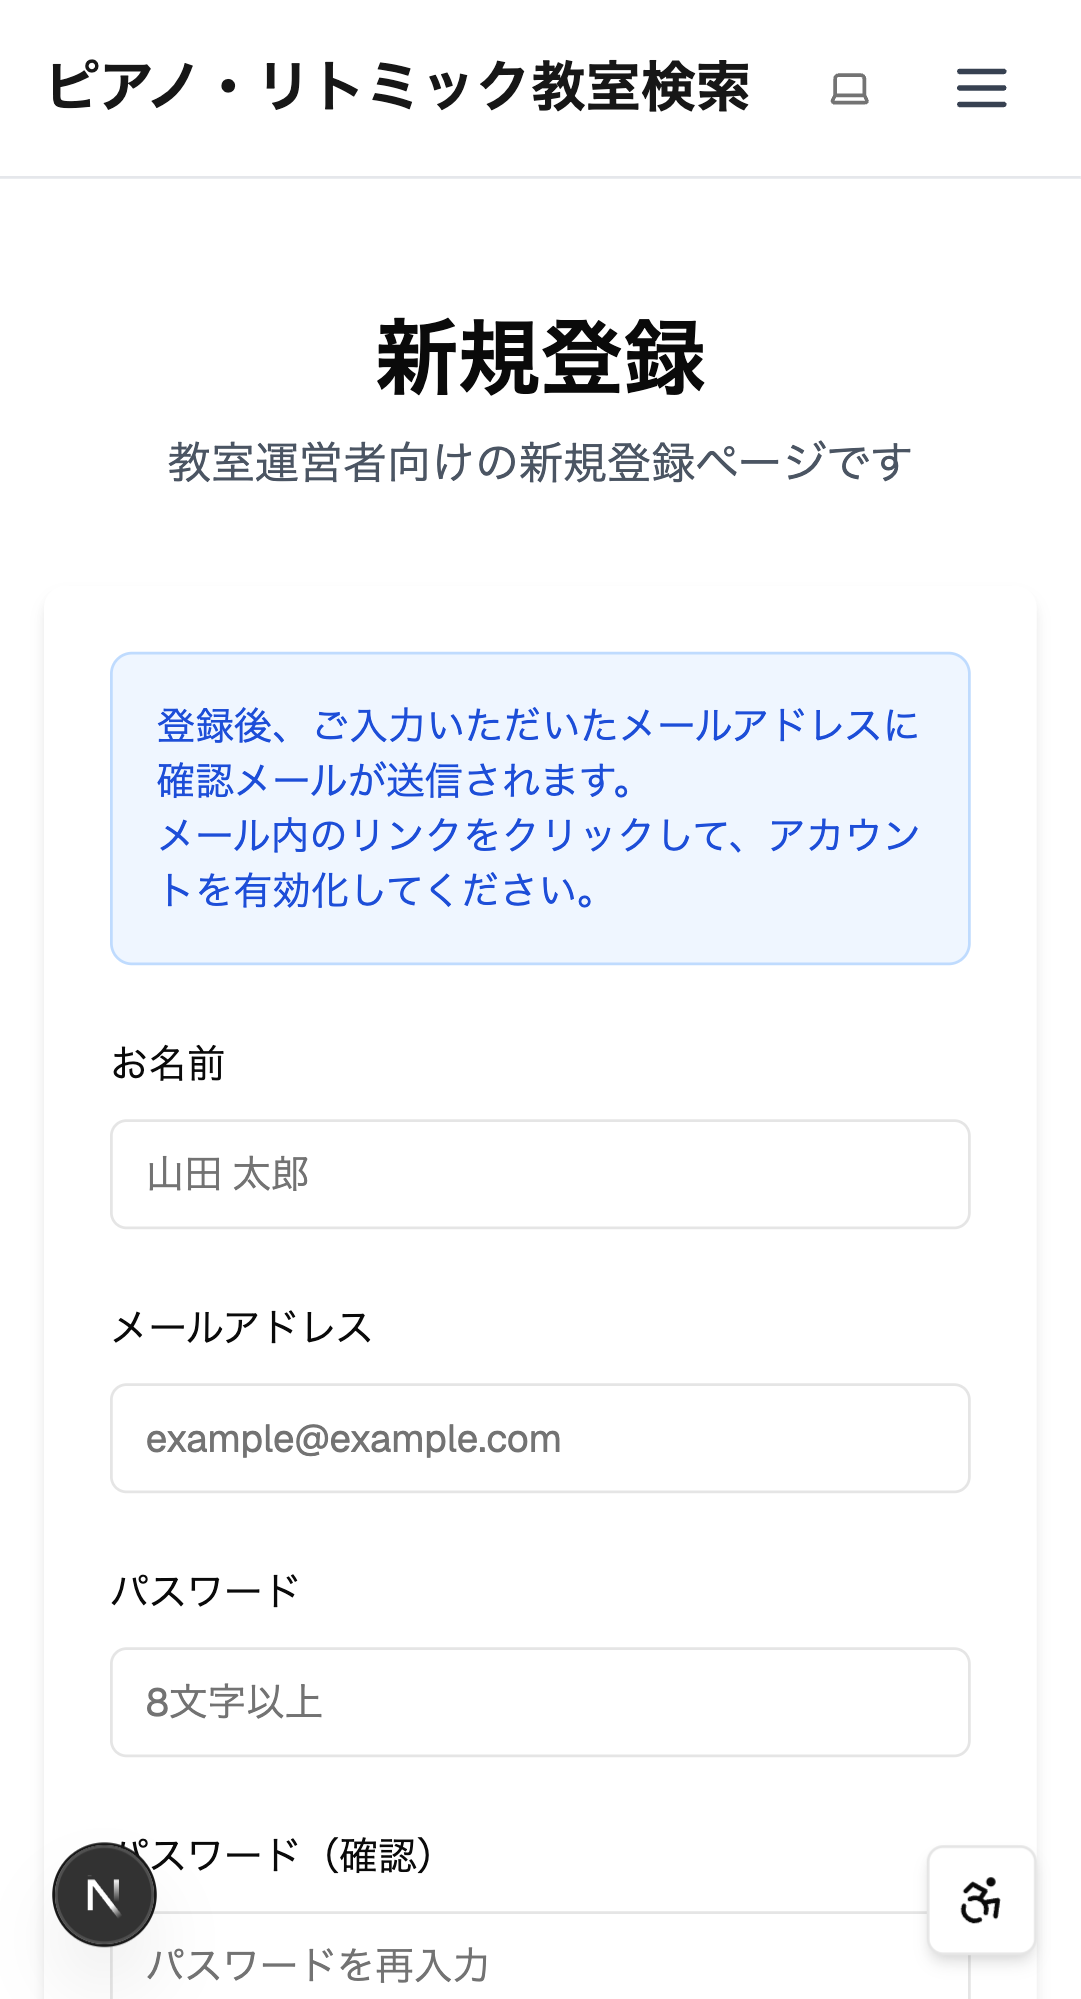 ピアノ・リトミック教室検索
新規登録
教室運営者向けの新規登録ページです
登録後、ご入力いただいたメールアドレスに
確認メールが送信されます。
メール内のリンクをクリックして、アカウン
トを有効化してください。
お名前
山田 太郎
メールアドレス
example@example.com
パスワード
8文字以上
パスワード（確認）
N
パスワードを再入力